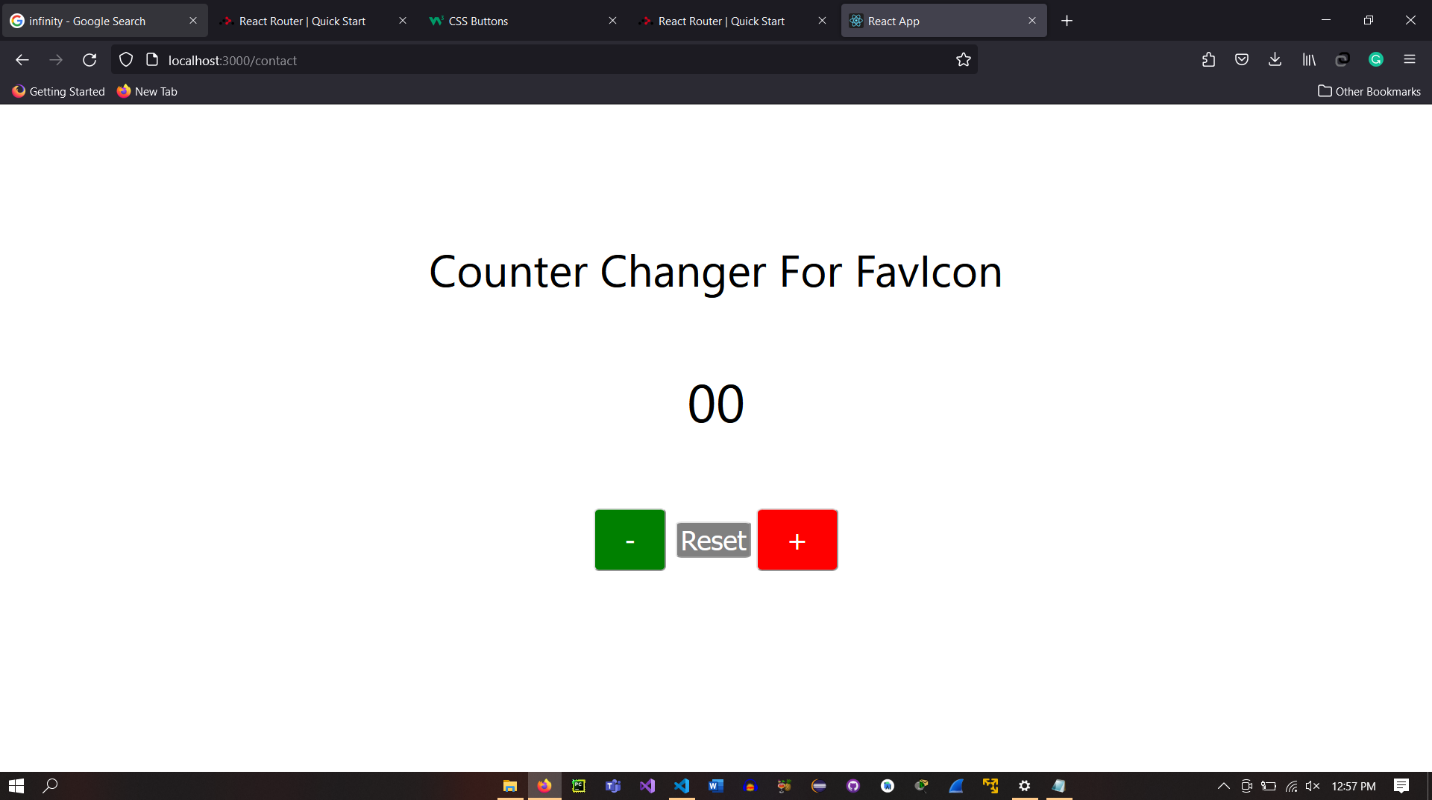 infinity - Google Search
React Router | Quick Start
CSS Buttons
React Router | Quick Start
React App
localhost:3000/contact
Getting Started
New Tab
Other Bookmarks
Counter Changer For FavIcon
00
-
Reset
+
12:57 PM